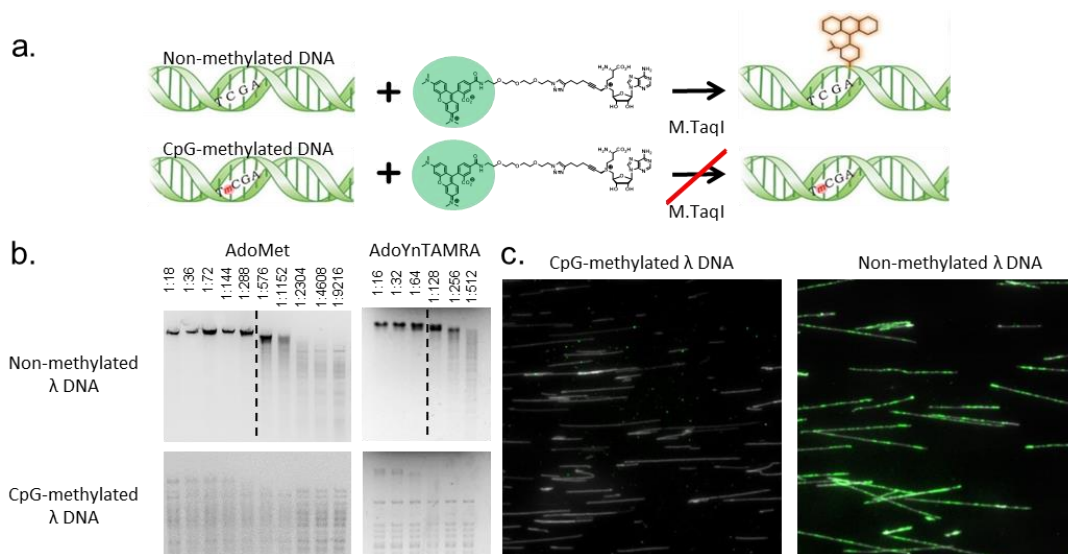 a.
Non-methylated DNA
TCGA
+
M.TaqI
CpG-methylated DNA
TmCGA
+
M.TaqI
TCGA
TmCGA
b.
AdoMet
AdoYnTAMRA
1:18
1:36
1:72
1:144
1:288
1:576
1:1152
1:2304
1:4608
1:9216
1:16
1:32
1:64
1:128
1:256
1:512
Non-methylated
λ DNA
CpG-methylated
λ DNA
c.
CpG-methylated λ DNA
Non-methylated λ DNA